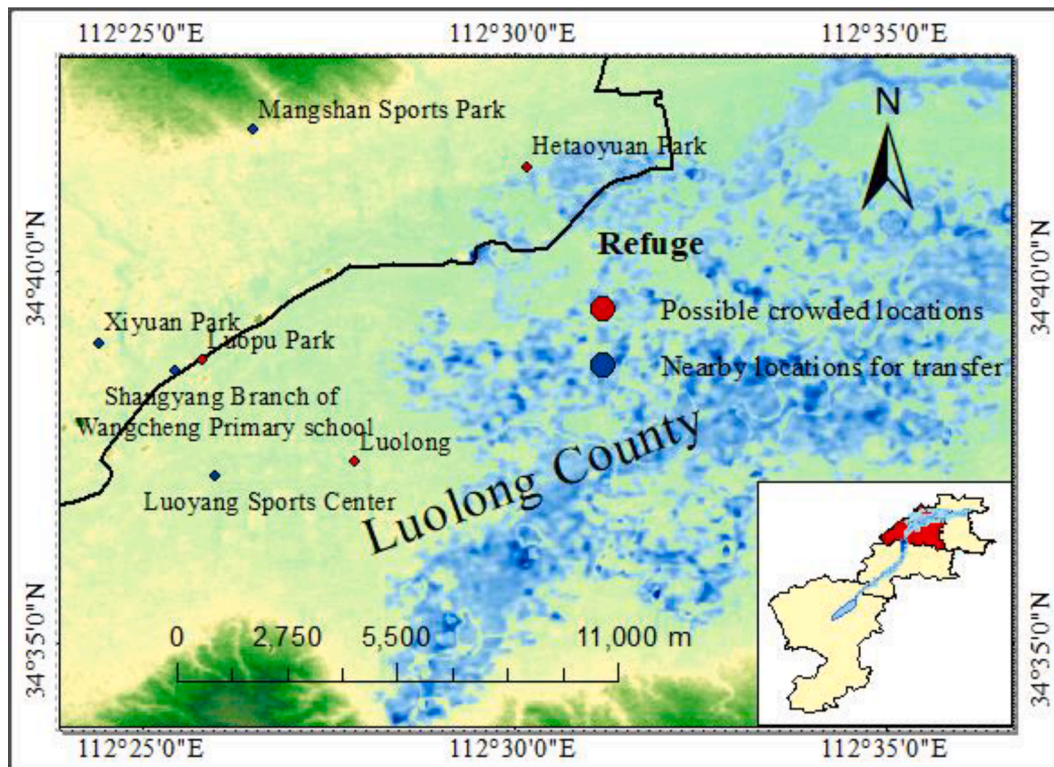 112°25'0"E 112°30'0"E 112°35'0"E
N
Mangshan Sports Park
Hetaoyuan Park
Refuge
34°40'0"N
34°40'0"N
Possible crowded locations
Xiyuan Park
Luopu Park
Nearby locations for transfer
Shangyang Branch of
Wangcheng Primary school
Luolong
Luolong County
Luoyang Sports Center
0 2,750 5,500 11,000 m
34°35'0"N
34°35'0"N
112°25'0"E 112°30'0"E 112°35'0"E